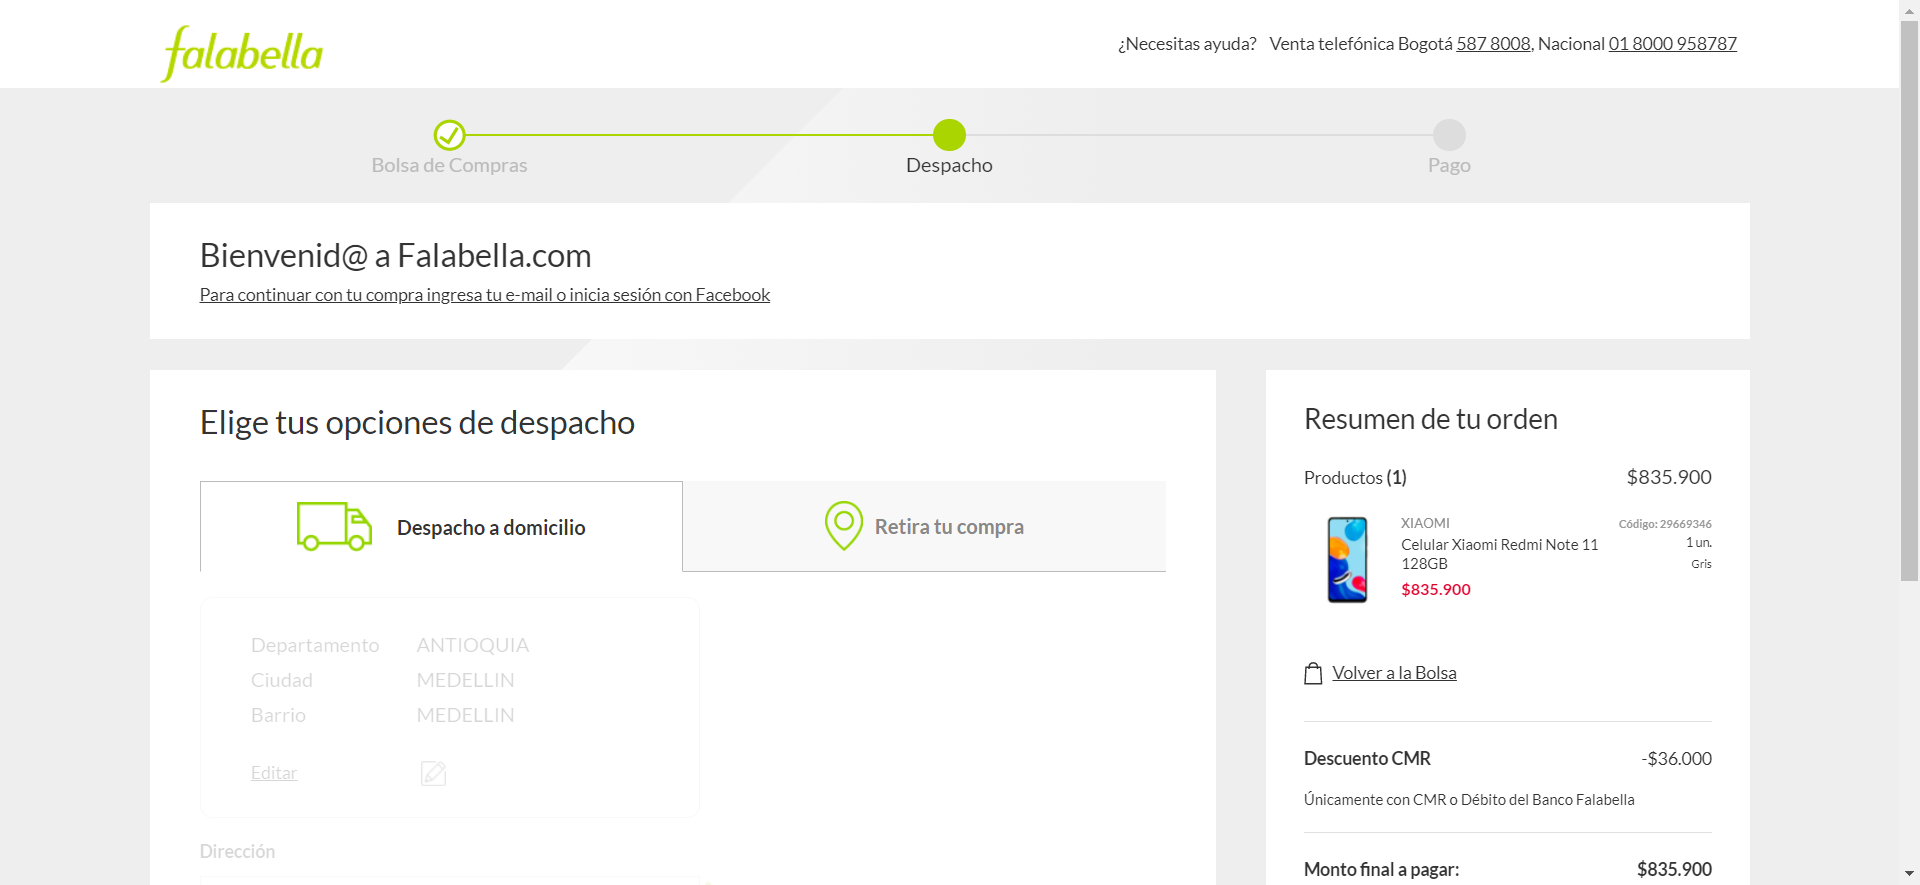 falabella
¿Necesitas ayuda? Venta telefónica Bogotá 587 8008, Nacional 01 8000 958787
Bolsa de Compras
Despacho
Pago
Bienvenid@ a Falabella.com
Para continuar con tu compra ingresa tu e-mail o inicia sesión con Facebook
Elige tus opciones de despacho
Despacho a domicilio
Retira tu compra
Departamento ANTIOQUIA
Ciudad MEDELLIN
Barrio MEDELLIN
Editar
Dirección
Resumen de tu orden
Productos (1) $835.900
XIAOMI Código: 29669346
Celular Xiaomi Redmi Note 11 1 un.
128GB Gris
$835.900
Volver a la Bolsa
Descuento CMR -$36.000
Únicamente con CMR o Débito del Banco Falabella
Monto final a pagar: $835.900